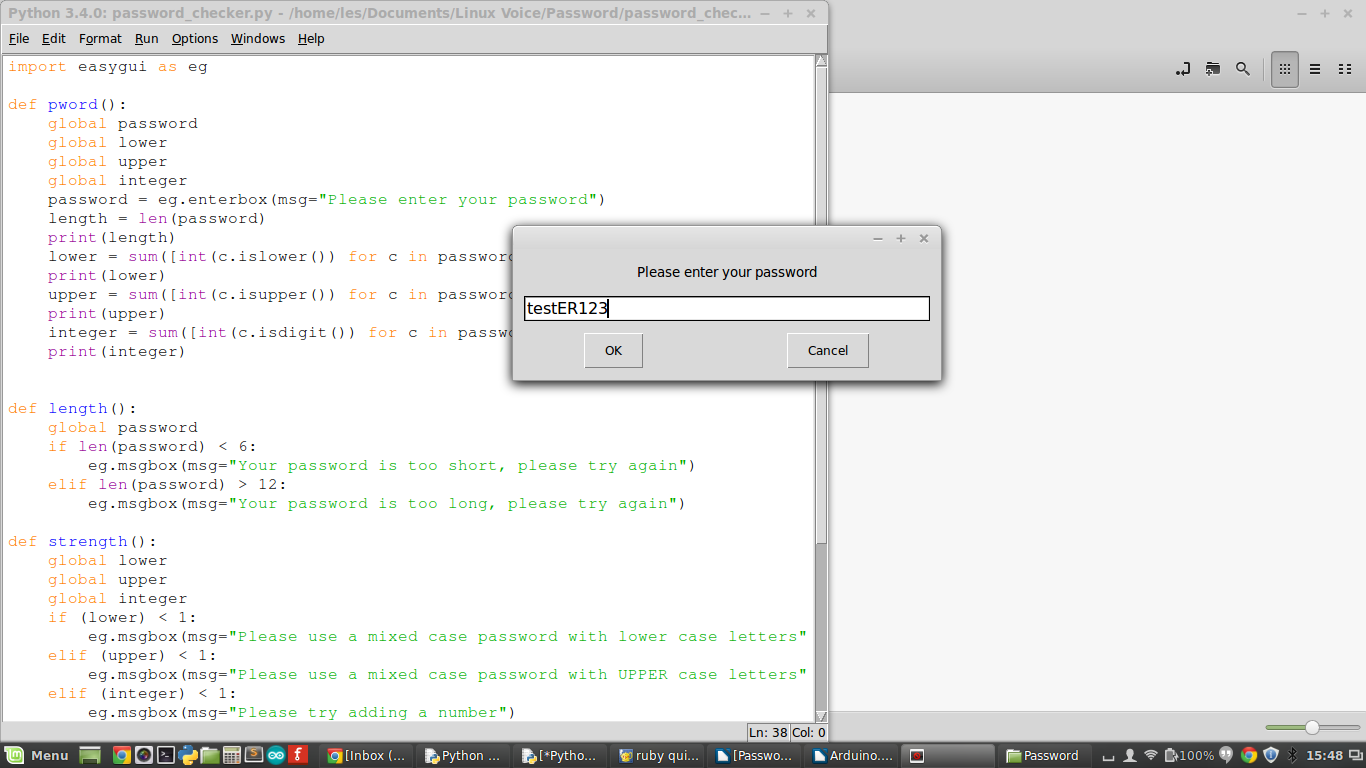 Python 3.4.0: password_checker.py - /home/les/Documents/Linux Voice/Password/password_chec...
File Edit Format Run Options Windows Help
import easygui as eg
def pword():
    global password
    global lower
    global upper
    global integer
    password = eg.enterbox(msg="Please enter your password")
    length = len(password)
    print(length)
    lower = sum([int(c.islower()) for c in password
    print(lower)
    upper = sum([int(c.isupper()) for c in password
    print(upper)
    integer = sum([int(c.isdigit()) for c in passwo
    print(integer)
Please enter your password
testER123
OK Cancel
def length():
    global password
    if len(password) < 6:
        eg.msgbox(msg="Your password is too short, please try again")
    elif len(password) > 12:
        eg.msgbox(msg="Your password is too long, please try again")
def strength():
    global lower
    global upper
    global integer
    if (lower) < 1:
        eg.msgbox(msg="Please use a mixed case password with lower case letters"
    elif (upper) < 1:
        eg.msgbox(msg="Please use a mixed case password with UPPER case letters"
    elif (integer) < 1:
        eg.msgbox(msg="Please try adding a number")
Ln: 38 Col: 0
Menu [Inbox (... Python ... [*Pytho... ruby qui... [Passwo... Arduino.... Password 100% 15:48